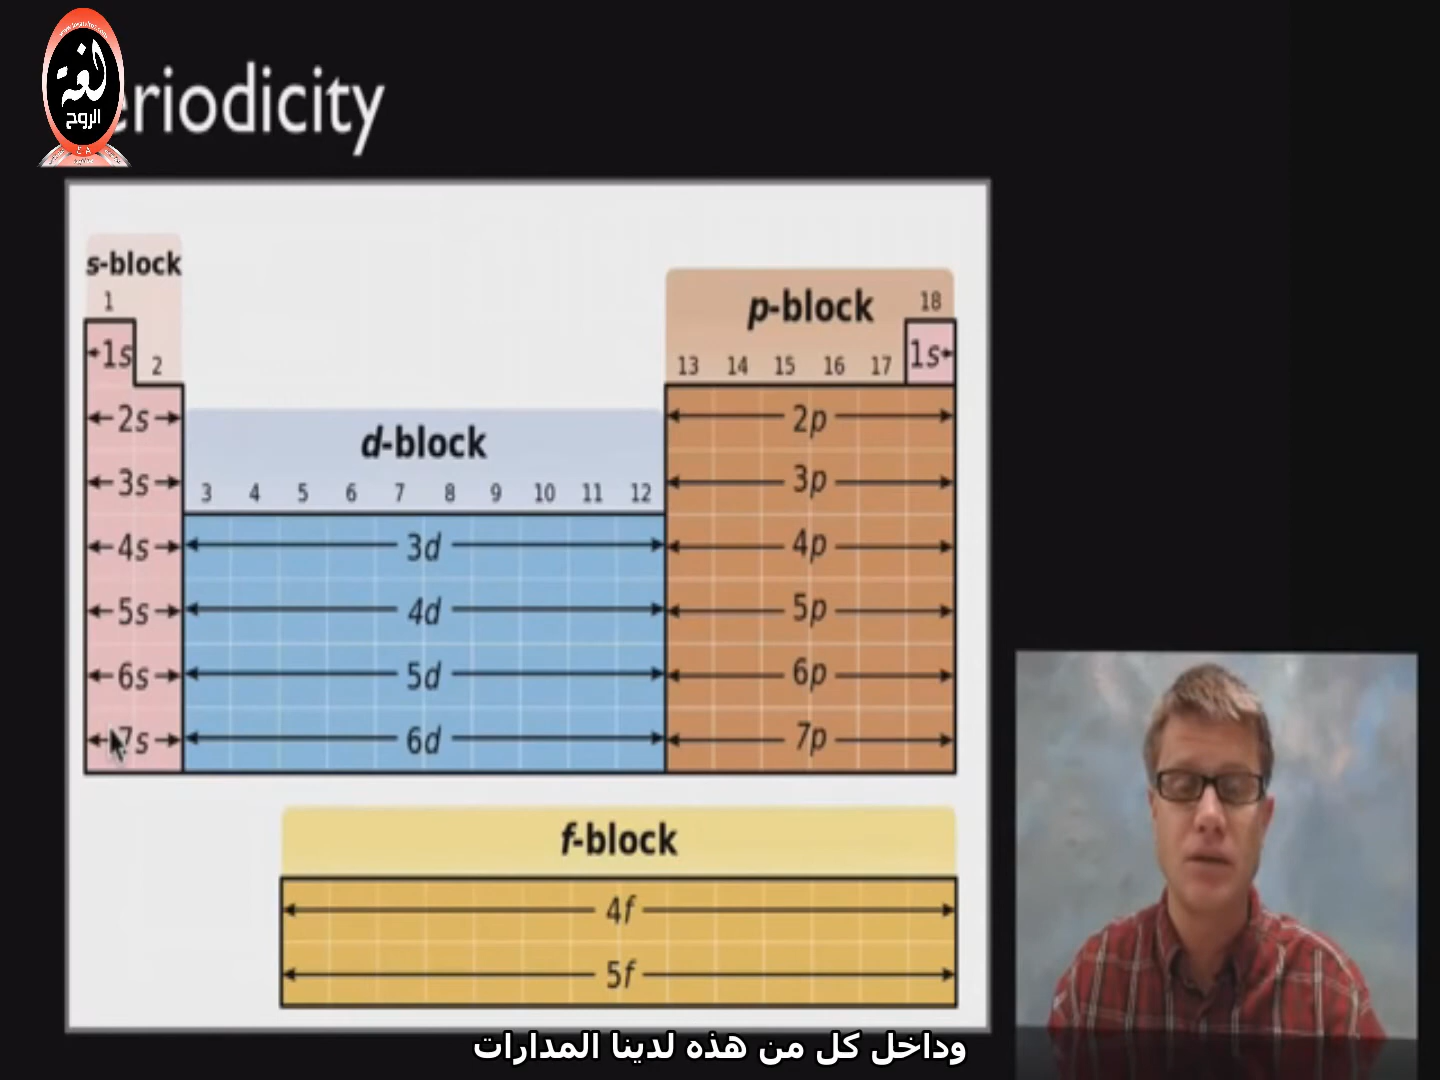 لغة
الروح
eriodicity
s-block
1
p-block
18
1s
2
13 14 15 16 17
1s
2s
2p
d-block
3s
3p
3 4 5 6 7 8 9 10 11 12
4s
3d
4p
5s
4d
5p
6s
5d
6p
7s
6d
7p
f-block
4f
5f
وداخل كل من هذه لدينا المدارات